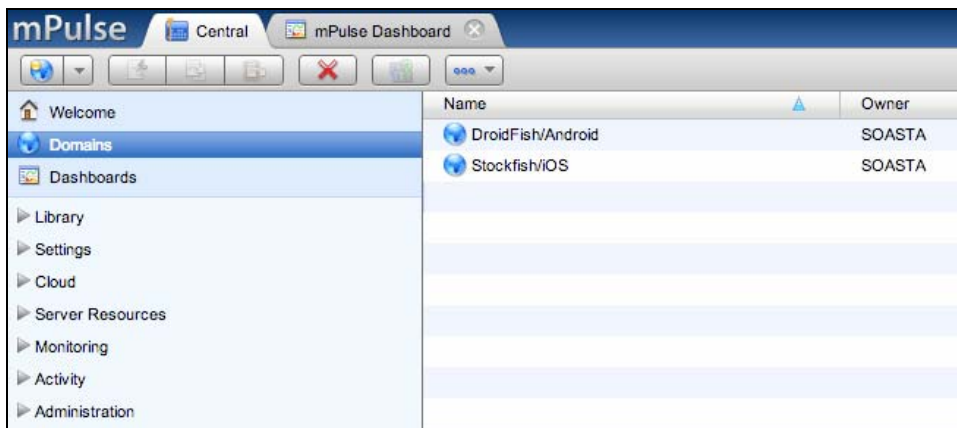 mPulse Central mPulse Dashboard
Welcome
Domains
Dashboards
Library
Settings
Cloud
Server Resources
Monitoring
Activity
Administration
Name Owner
DroidFish/Android SOASTA
Stockfish/iOS SOASTA